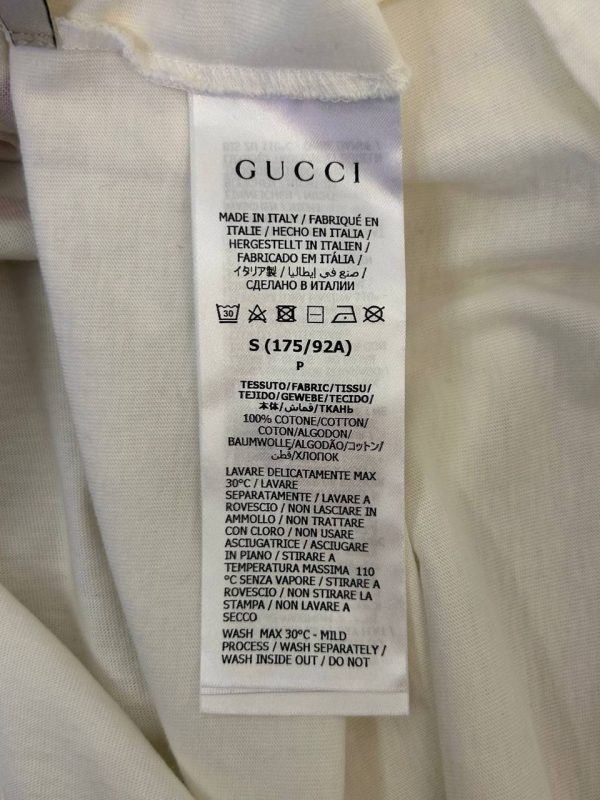 GUCCI
MADE IN ITALY / FABRIQUÉ EN
ITALIE / HECHO EN ITALIA /
HERGESTELLT IN ITALIEN /
FABRICADO EM ITÁLIA /
イタリア製 / صنع في إيطاليا /
СДЕЛАНО В ИТАЛИИ
30
S (175/92A)
P
TESSUTO/FABRIC/TISSU/
TEJIDO/GEWEBE/TECIDO/
本体/قماش/ТКАНЬ
100% COTONE/COTTON/
COTON/ALGODON/
BAUMWOLLE/ALGODÃO/コットン/
قطن/ХЛОПОК
LAVARE DELICATAMENTE MAX
30°C / LAVARE
SEPARATAMENTE / LAVARE A
ROVESCIO / NON LASCIARE IN
AMMOLLO / NON TRATTARE
CON CLORO / NON USARE
ASCIUGATRICE / ASCIUGARE
IN PIANO / STIRARE A
TEMPERATURA MASSIMA 110
°C SENZA VAPORE / STIRARE A
ROVESCIO / NON STIRARE LA
STAMPA / NON LAVARE A
SECCO
WASH MAX 30°C - MILD
PROCESS / WASH SEPARATELY /
WASH INSIDE OUT / DO NOT